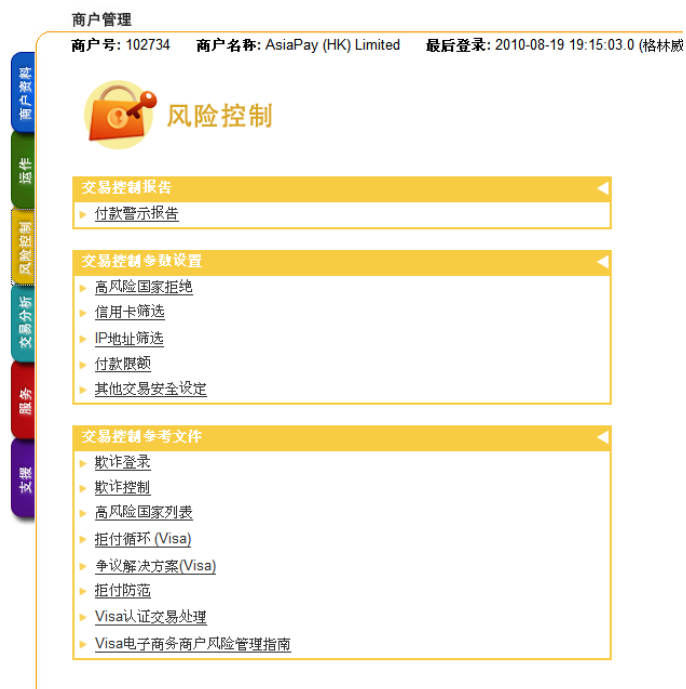 商户管理
商户号: 102734 商户名称: AsiaPay (HK) Limited 最后登录: 2010-08-19 19:15:03.0 (格林威
商户资料
运作
风险控制
交易分析
服务
支援
风险控制
交易控制报告
付款警示报告
交易控制参数设置
高风险国家拒绝
信用卡筛选
IP地址筛选
付款限额
其他交易安全设定
交易控制参考文件
欺诈登录
欺诈控制
高风险国家列表
拒付循环 (Visa)
争议解决方案(Visa)
拒付防范
Visa认证交易处理
Visa电子商务商户风险管理指南